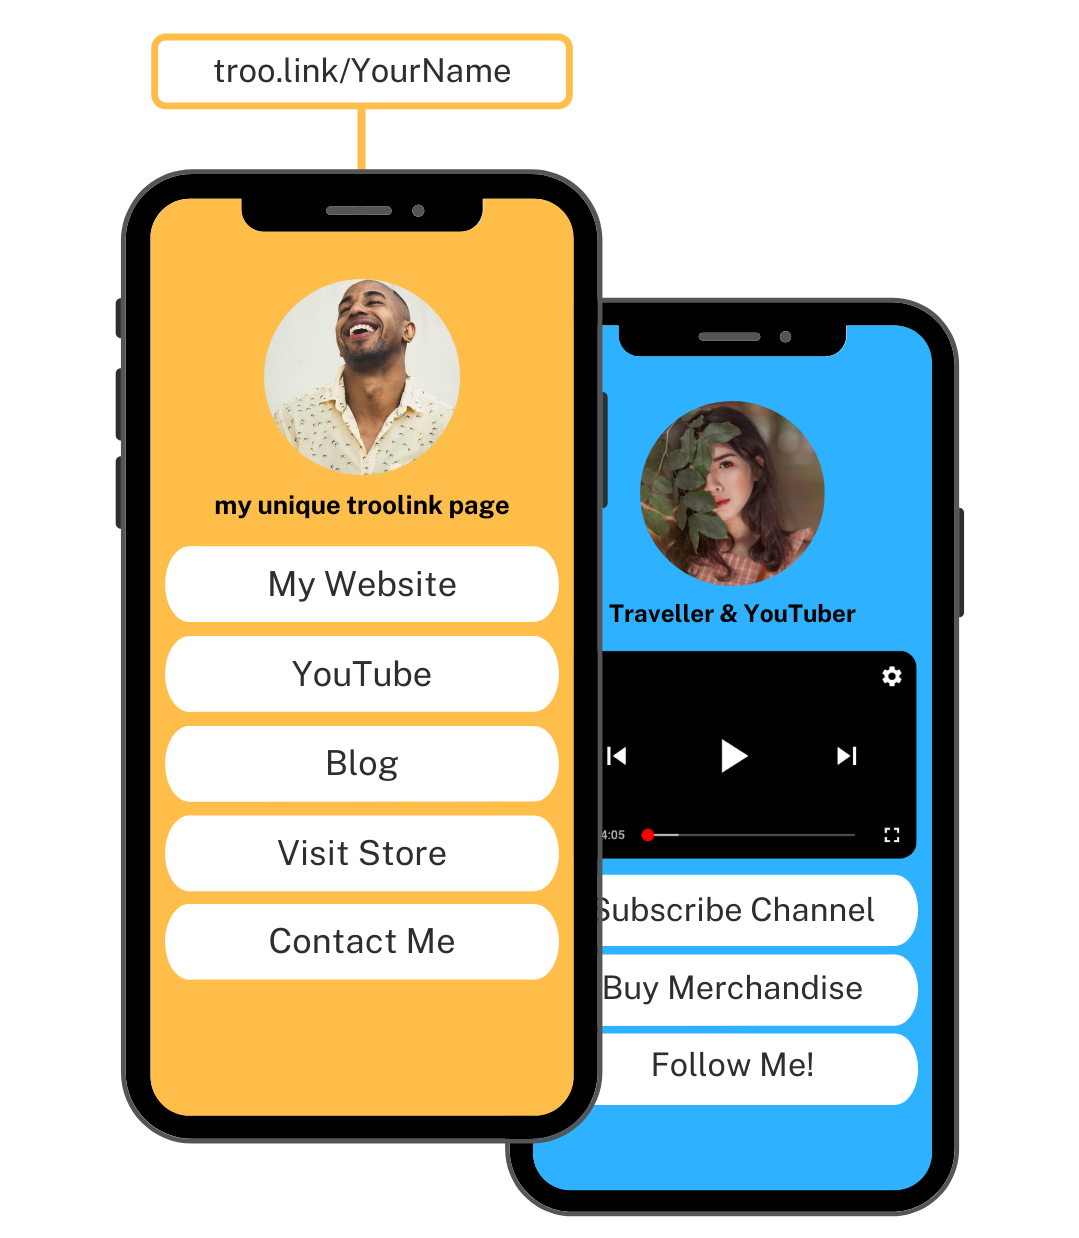 troo.link/YourName
my unique troolink page
My Website
YouTube
Blog
Visit Store
Contact Me
Traveller & YouTuber
4:05
Subscribe Channel
Buy Merchandise
Follow Me!